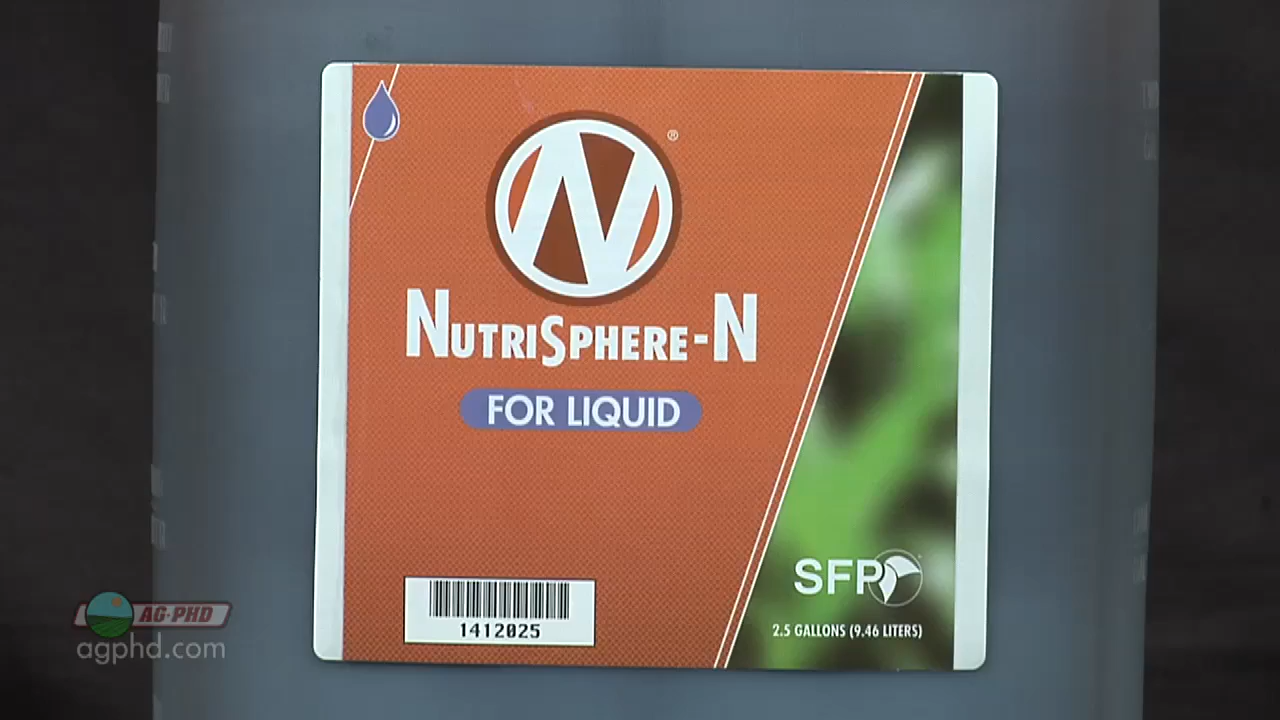 N®
NUTRISPHERE-N
FOR LIQUID
1412025
SFP
2.5 GALLONS (9.46 LITERS)
AG·PHD
agphd.com